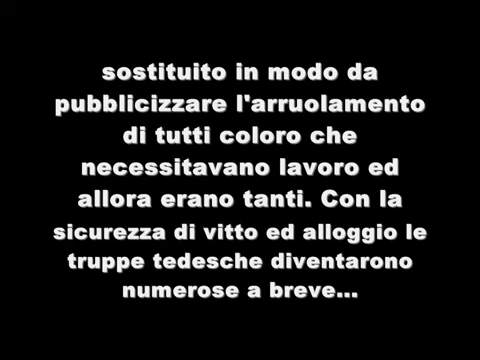 sostituito in modo da
pubblicizzare l'arruolamento
di tutti coloro che
necessitavano lavoro ed
allora erano tanti. Con la
sicurezza di vitto ed alloggio le
truppe tedesche diventarono
numerose a breve...